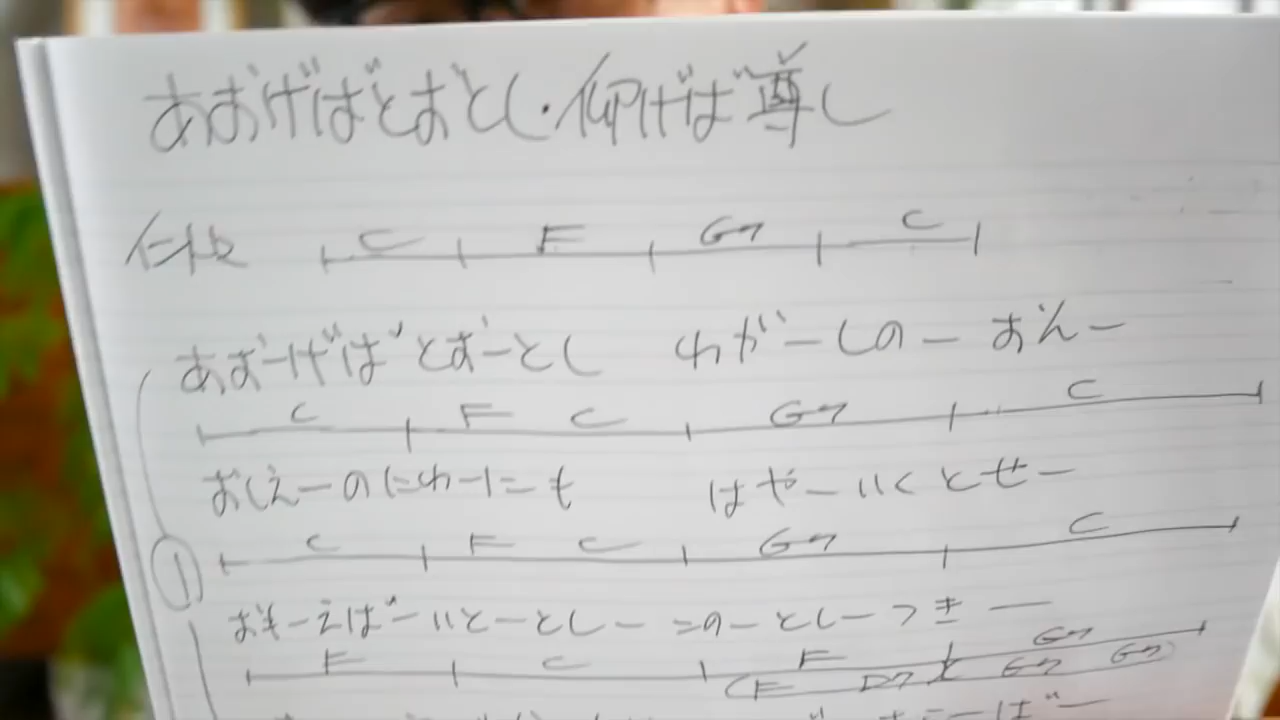 あおげばとおとし・仰げば尊し
C F G7 C
あおーげばとおーとし わがーしのーおんー
C F C G7 C
おしえーのにわーにも はやーいくとせー
C F C G7 C
①
おもーえばーいとーとしーこのーとしーつきー
F C F G7
(F D7 G7 G7)